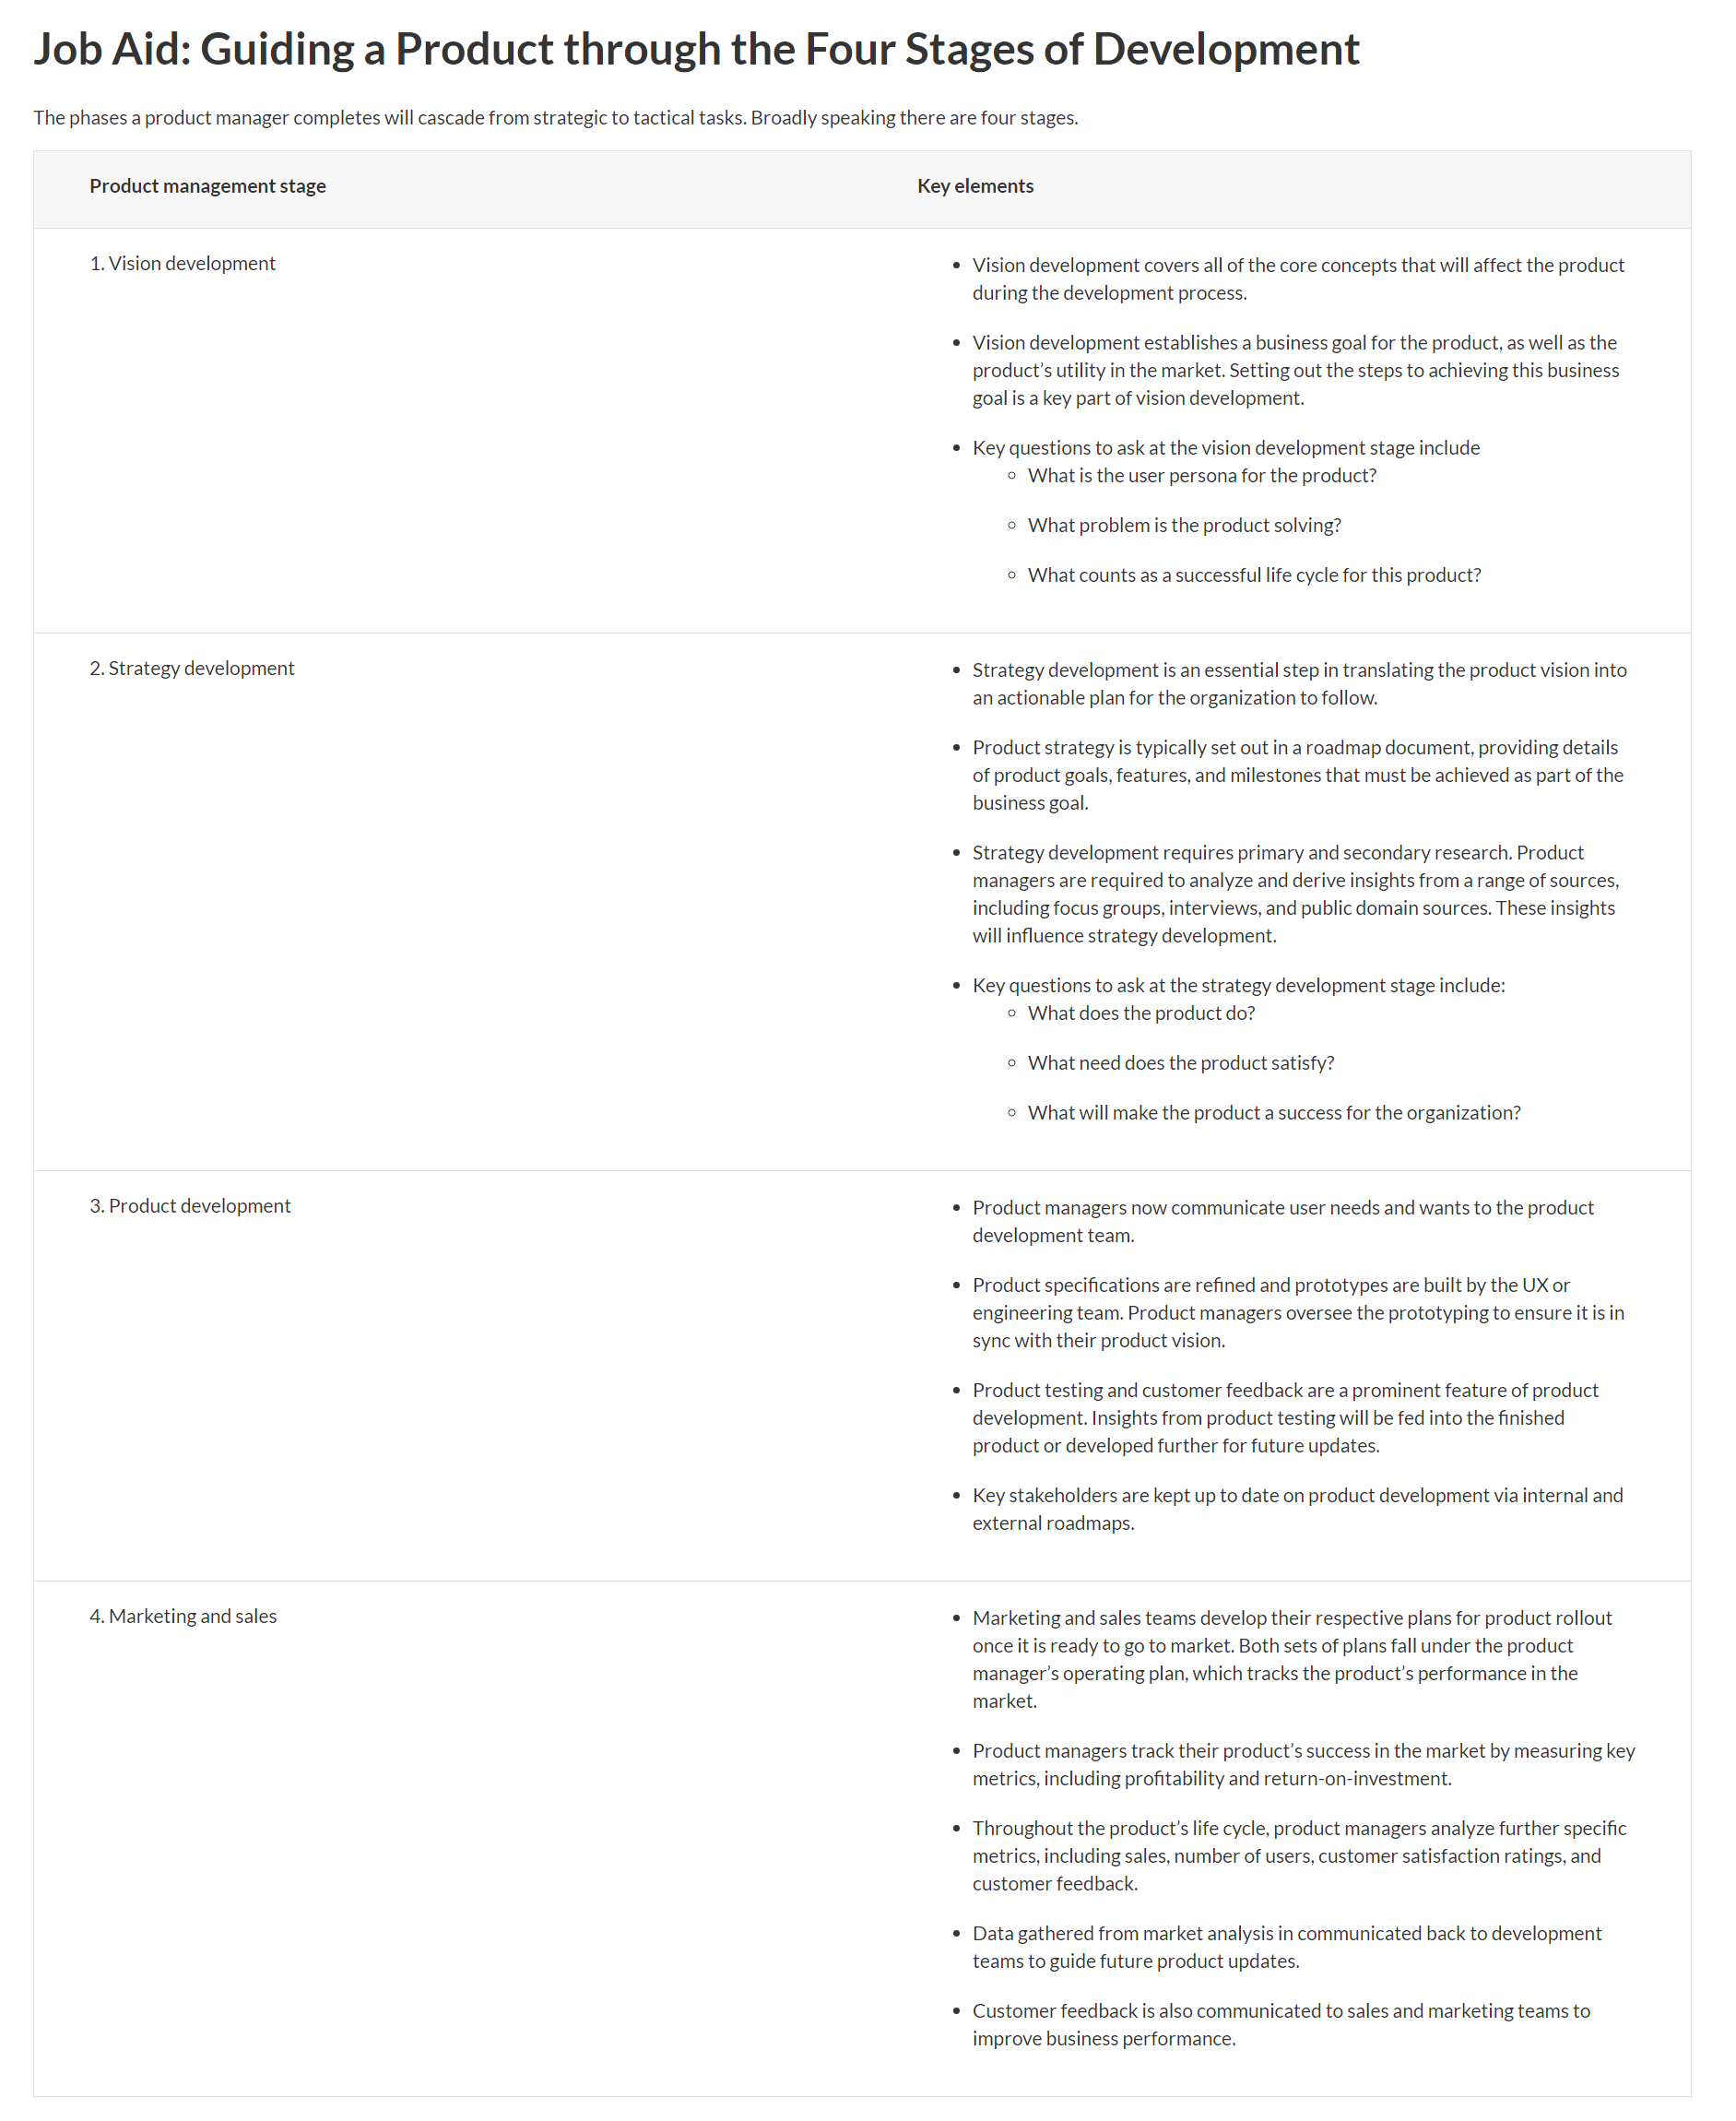 Job Aid: Guiding a Product through the Four Stages of Development
The phases a product manager completes will cascade from strategic to tactical tasks. Broadly speaking there are four stages.
Product management stage
Key elements
1. Vision development
• Vision development covers all of the core concepts that will affect the product
during the development process.
• Vision development establishes a business goal for the product, as well as the
product’s utility in the market. Setting out the steps to achieving this business
goal is a key part of vision development.
• Key questions to ask at the vision development stage include
◦ What is the user persona for the product?
◦ What problem is the product solving?
◦ What counts as a successful life cycle for this product?
2. Strategy development
• Strategy development is an essential step in translating the product vision into
an actionable plan for the organization to follow.
• Product strategy is typically set out in a roadmap document, providing details
of product goals, features, and milestones that must be achieved as part of the
business goal.
• Strategy development requires primary and secondary research. Product
managers are required to analyze and derive insights from a range of sources,
including focus groups, interviews, and public domain sources. These insights
will influence strategy development.
• Key questions to ask at the strategy development stage include:
◦ What does the product do?
◦ What need does the product satisfy?
◦ What will make the product a success for the organization?
3. Product development
• Product managers now communicate user needs and wants to the product
development team.
• Product specifications are refined and prototypes are built by the UX or
engineering team. Product managers oversee the prototyping to ensure it is in
sync with their product vision.
• Product testing and customer feedback are a prominent feature of product
development. Insights from product testing will be fed into the finished
product or developed further for future updates.
• Key stakeholders are kept up to date on product development via internal and
external roadmaps.
4. Marketing and sales
• Marketing and sales teams develop their respective plans for product rollout
once it is ready to go to market. Both sets of plans fall under the product
manager’s operating plan, which tracks the product’s performance in the
market.
• Product managers track their product’s success in the market by measuring key
metrics, including profitability and return-on-investment.
• Throughout the product’s life cycle, product managers analyze further specific
metrics, including sales, number of users, customer satisfaction ratings, and
customer feedback.
• Data gathered from market analysis in communicated back to development
teams to guide future product updates.
• Customer feedback is also communicated to sales and marketing teams to
improve business performance.